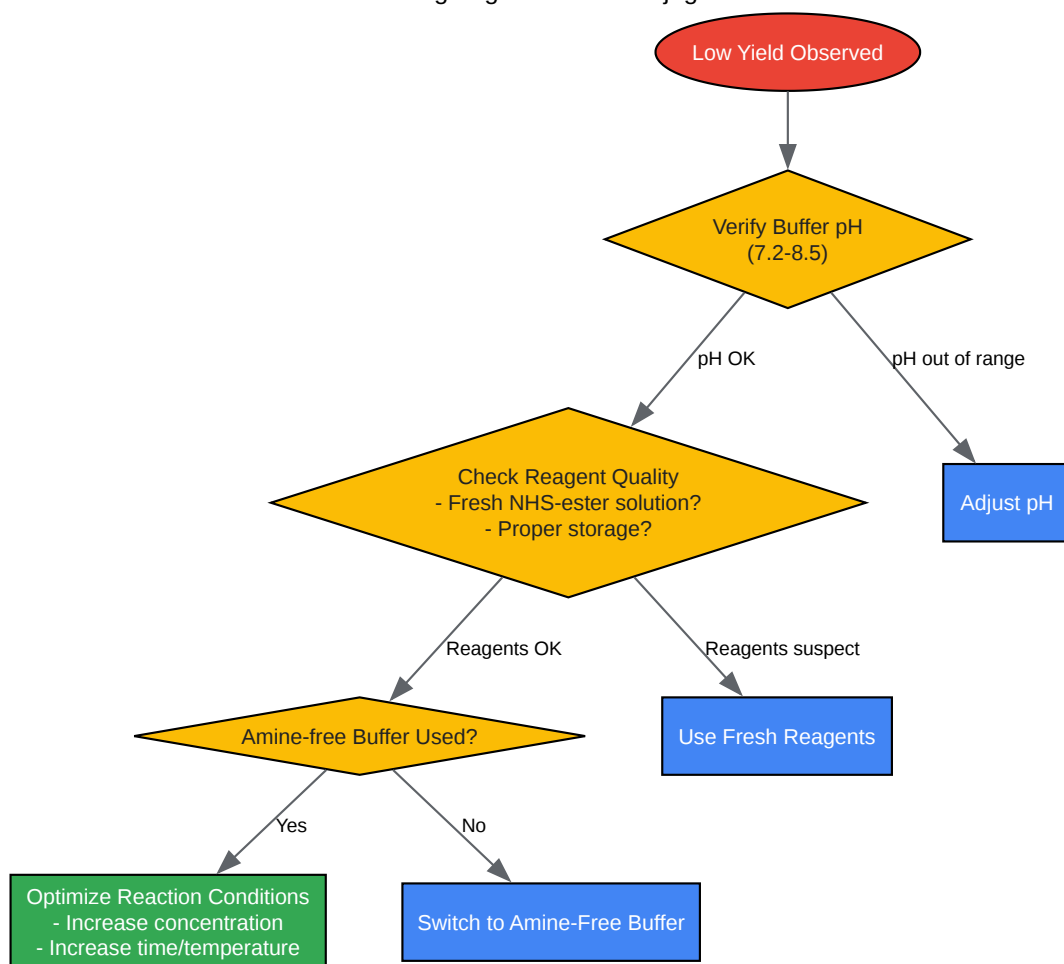 Low Yield Observed
Verify Buffer pH
(7.2-8.5)
pH OK
pH out of range
Check Reagent Quality
- Fresh NHS-ester solution?
- Proper storage?
Adjust pH
Reagents OK
Reagents suspect
Amine-free Buffer Used?
Use Fresh Reagents
Yes
No
Optimize Reaction Conditions
- Increase concentration
- Increase time/temperature
Switch to Amine-Free Buffer